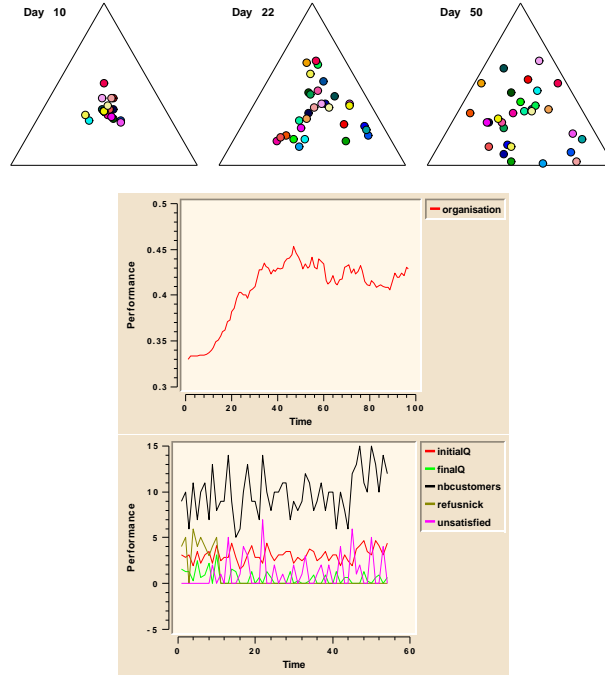 Day 10
Day 22
Day 50
organisation
Performance
0.5
0.45
0.4
0.35
0.3
0
20
40
60
80
100
Time
initialQ
finalQ
nbcustomers
refusnick
unsatisfied
Performance
15
10
5
0
-5
0
20
40
60
Time